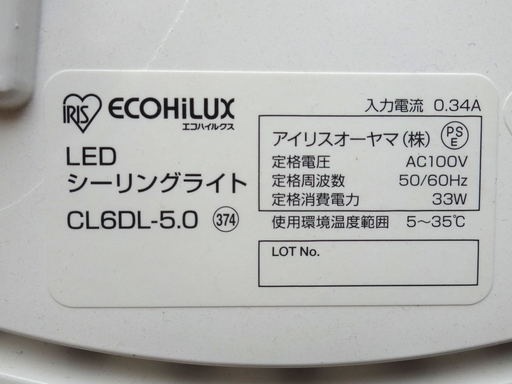 IRIS ECOHiLUX
エコハイルクス
入力電流 0.34A
LED
シーリングライト
CL6DL-5.0 374
アイリスオーヤマ(株) PS E
定格電圧 AC100V
定格周波数 50/60Hz
定格消費電力 33W
使用環境温度範囲 5~35℃
LOT No.